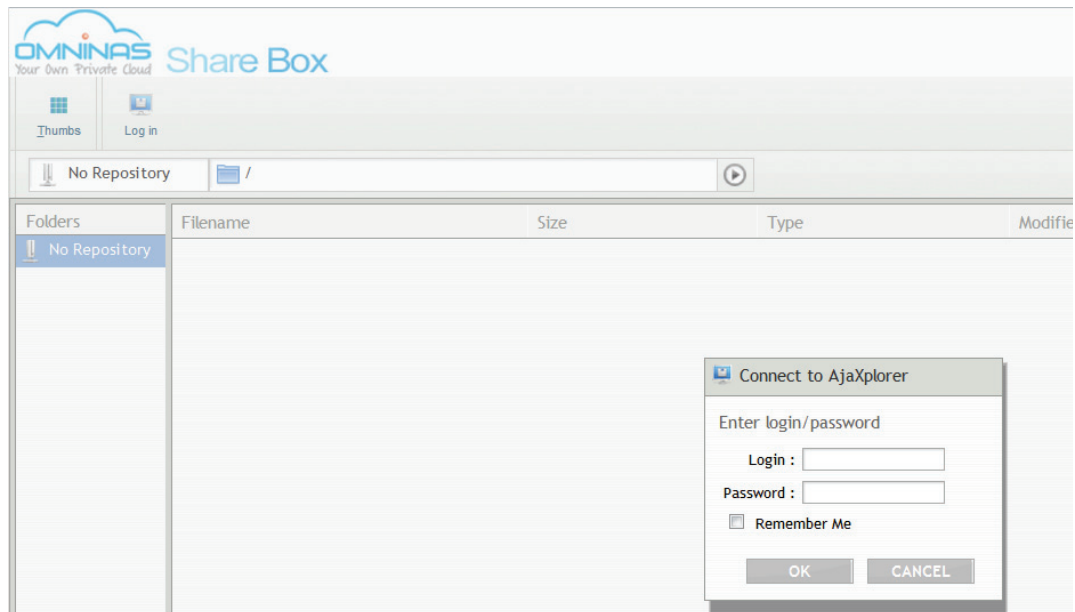 OMNINAS
Your Own Private Cloud
Share Box
Thumbs
Log in
No Repository
/
Folders
Filename
Size
Type
Modifie
No Repository
Connect to AjaXplorer
Enter login/password
Login :
Password :
Remember Me
OK
CANCEL